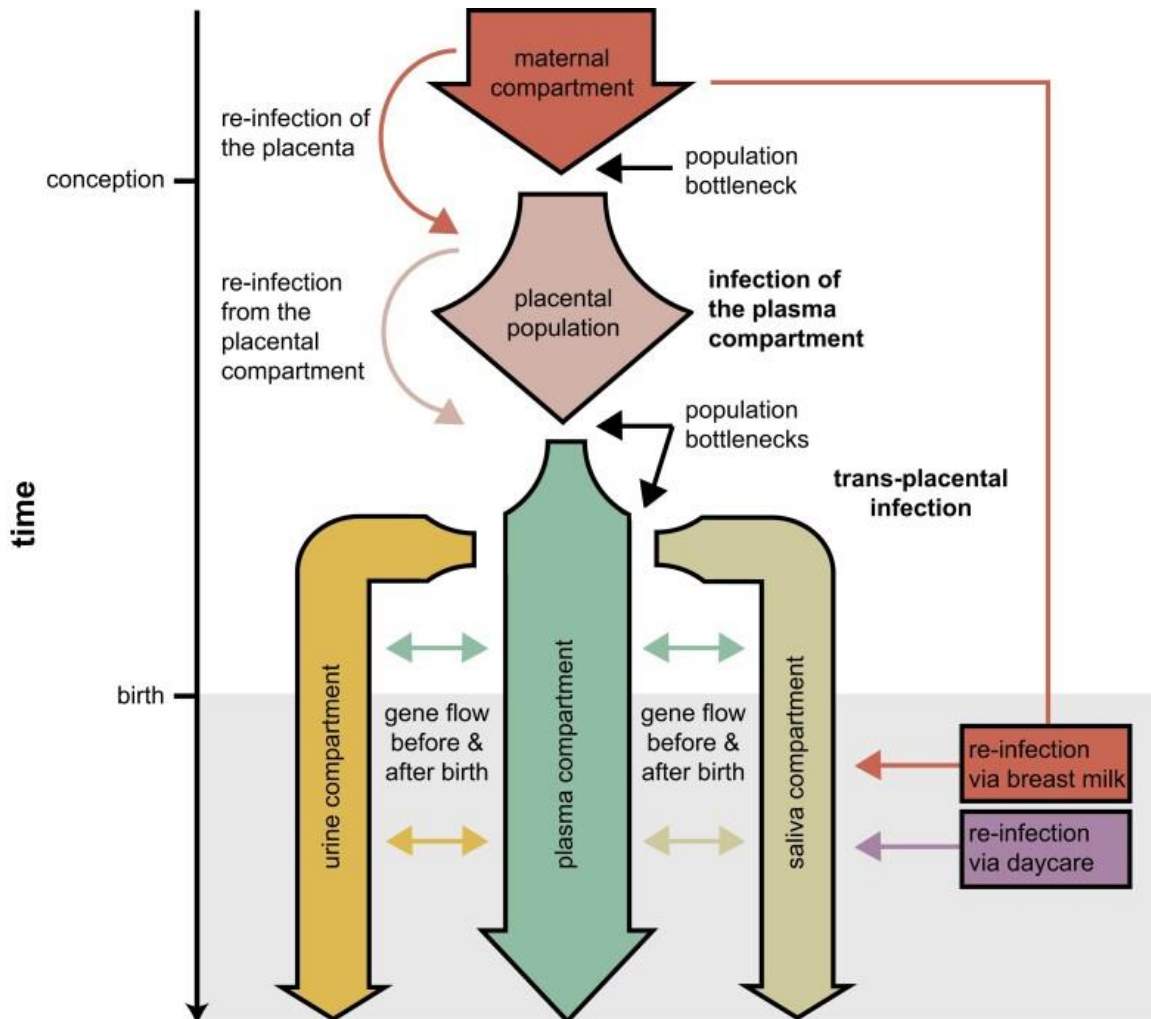 maternal
compartment
re-infection of
the placenta
population
bottleneck
conception
re-infection
from the
placental
compartment
placental
population
infection of
the plasma
compartment
population
bottlenecks
trans-placental
infection
time
birth
urine compartment
gene flow
before &
after birth
plasma compartment
gene flow
before &
after birth
saliva compartment
re-infection
via breast milk
re-infection
via daycare